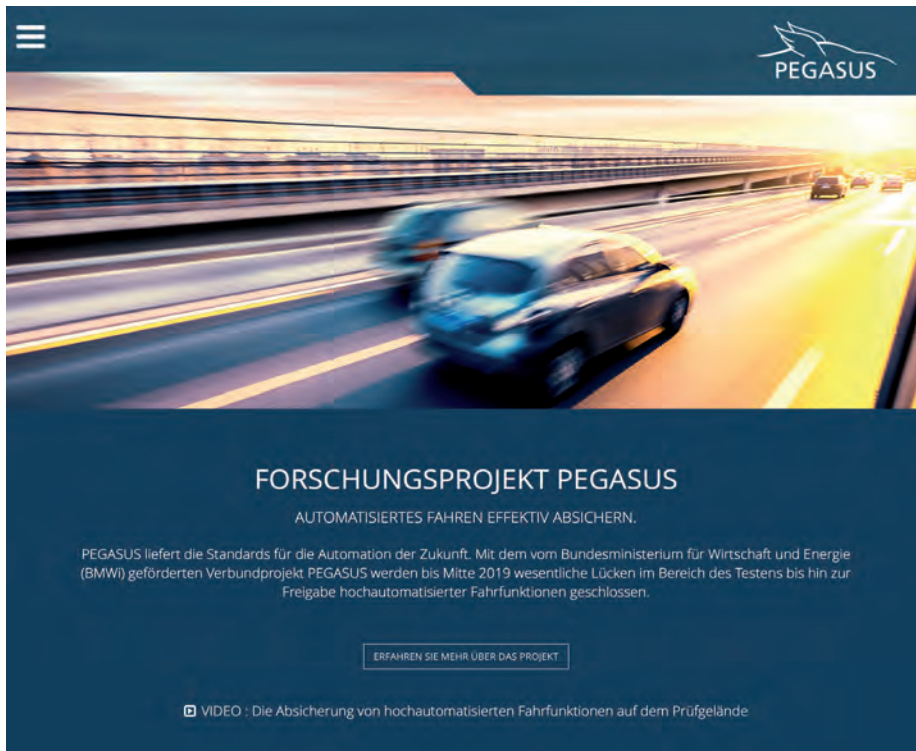 PEGASUS
FORSCHUNGSPROJEKT PEGASUS
AUTOMATISIERTES FAHREN EFFEKTIV ABSICHERN.
PEGASUS liefert die Standards für die Automation der Zukunft. Mit dem vom Bundesministerium für Wirtschaft und Energie
(BMWi) geförderten Verbundprojekt PEGASUS werden bis Mitte 2019 wesentliche Lücken im Bereich des Testens bis hin zur
Freigabe hochautomatisierter Fahrfunktionen geschlossen.
ERFAHREN SIE MEHR ÜBER DAS PROJEKT
VIDEO : Die Absicherung von hochautomatisierten Fahrfunktionen auf dem Prüfgelände